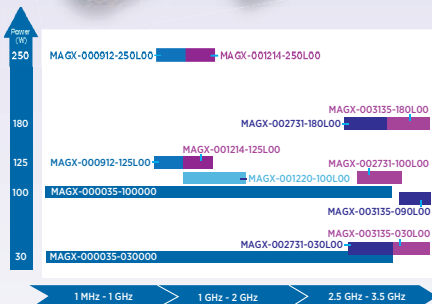 Power
(W)
250
MAGX-000912-250L00
MAGX-001214-250L00
MAGX-003135-180L00
180
MAGX-002731-180L00
MAGX-001214-125L00
125
MAGX-000912-125L00
MAGX-002731-100L00
MAGX-001220-100L00
100
MAGX-000035-100000
MAGX-003135-090L00
MAGX-003135-030L00
MAGX-002731-030L00
30
MAGX-000035-030000
1 MHz - 1 GHz
1 GHz - 2 GHz
2.5 GHz - 3.5 GHz